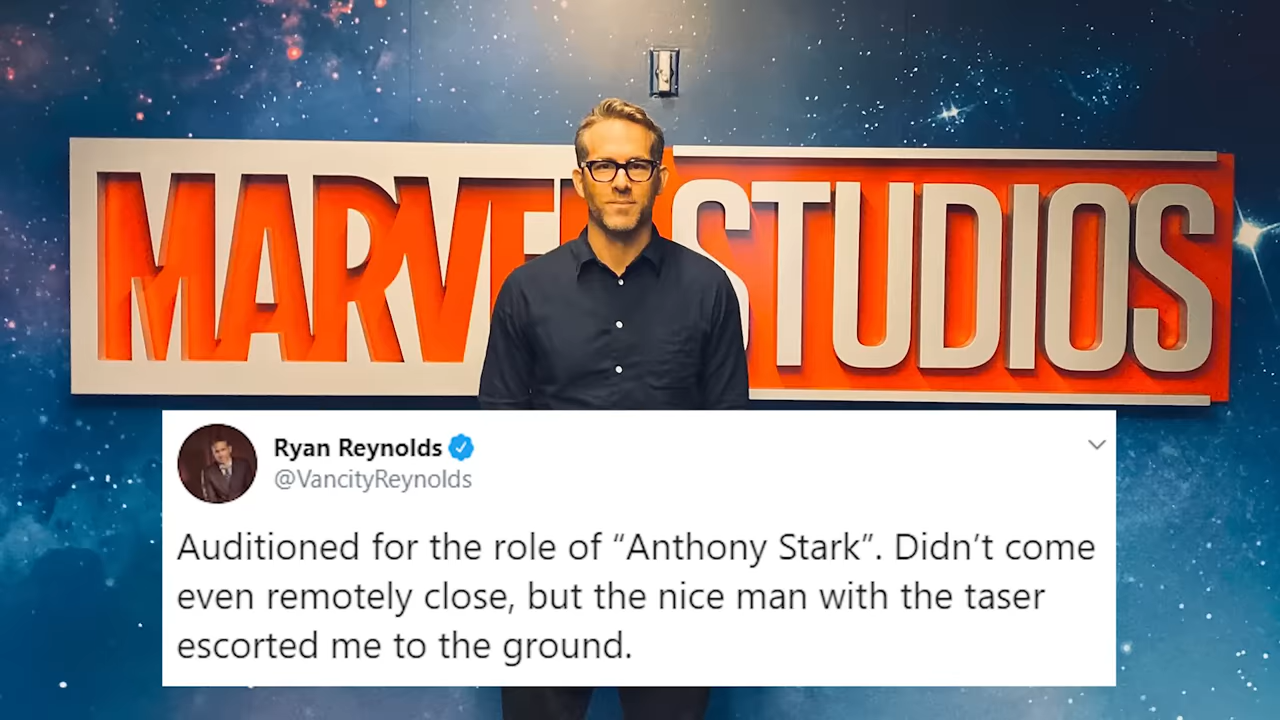 MARVEL STUDIOS
Ryan Reynolds
@VancityReynolds
Auditioned for the role of “Anthony Stark”. Didn’t come
even remotely close, but the nice man with the taser
escorted me to the ground.